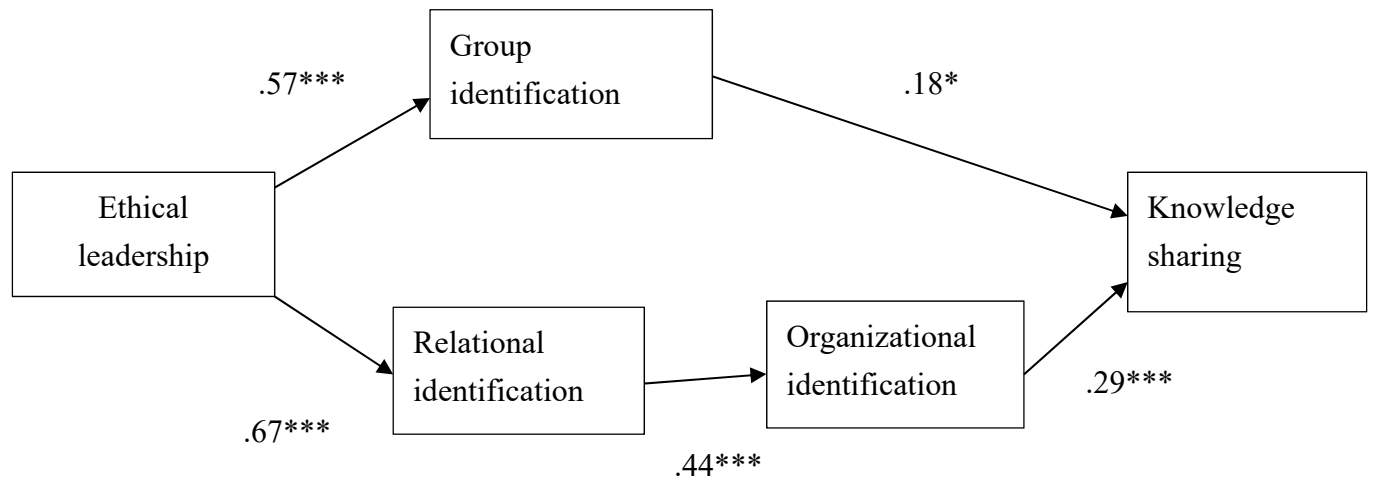 Group
identification
.57***
.18*
Ethical
leadership
Knowledge
sharing
Relational
identification
Organizational
identification
.29***
.67***
.44***